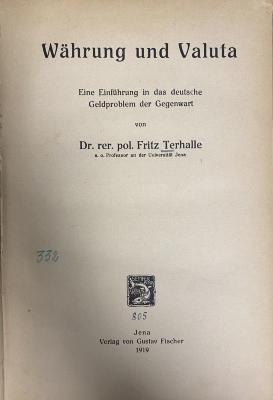 Währung und Valuta
Eine Einführung in das deutsche
Geldproblem der Gegenwart
von
Dr. rer. pol. Fritz Terhalle
a. o. Professor an der Universität Jena
332
805
Jena
Verlag von Gustav Fischer
1919